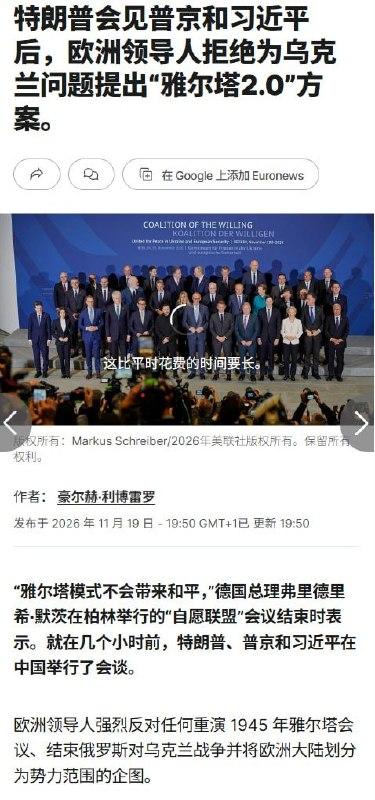 特朗普会见普京和习近平
后，欧洲领导人拒绝为乌克
兰问题提出“雅尔塔2.0”方
案。
在 Google 上添加 Euronews
COALITION OF THE WILLING
KOALITION DER WILLIGEN
这比平时花费的时间要长。
版权所有：Markus Schreiber/2026年美联社版权所有。保留所有
权利。
作者： 豪尔赫·利博雷罗
发布于 2026 年 11 月 19 日 - 19:50 GMT+1已 更新 19:50
“雅尔塔模式不会带来和平，”德国总理弗里德里
希·默茨在柏林举行的“自愿联盟”会议结束时表
示。就在几个小时前，特朗普、普京和习近平在
中国举行了会谈。
欧洲领导人强烈反对任何重演 1945 年雅尔塔会
议、结束俄罗斯对乌克兰战争并将欧洲大陆划分
为势力范围的企图。